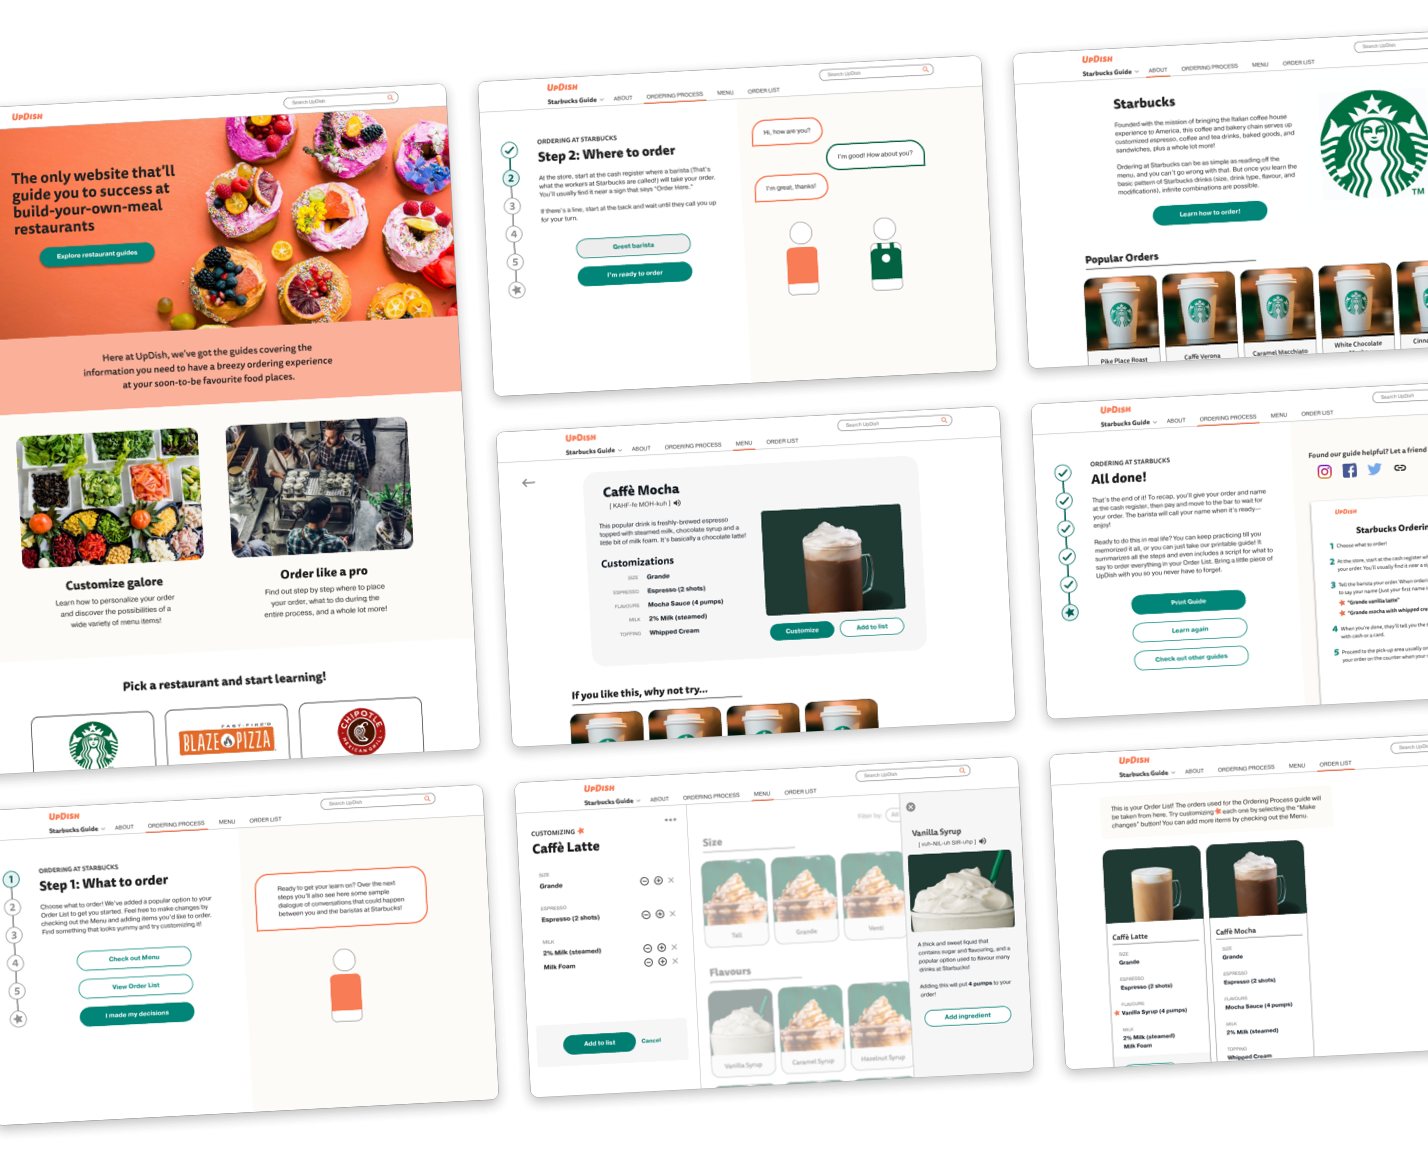 UpDish
Search UpDish
The only website that'll
guide you to success at
build-your-own-meal
restaurants
Explore restaurant guides
Here at UpDish, we've got the guides covering the
information you need to have a breezy ordering experience
at your soon-to-be favourite food places.
Customize galore
Learn how to personalize your order
and discover the possibilities of a
wide variety of menu items!
Order like a pro
Find out step by step where to place
your order, what to do during the
entire process, and a whole lot more!
Pick a restaurant and start learning!
FAST-FIRE'D
BLAZE PIZZA
CHIPOTLE
MEXICAN GRILL
UpDish
Search UpDish
Starbucks Guide
ABOUT
ORDERING PROCESS
MENU
ORDER LIST
1
2
3
4
5
ORDERING AT STARBUCKS
Step 1: What to order
Choose what to order! We've added a popular option to your
Order List to get you started. Feel free to make changes by
checking out the Menu and adding items you'd like to order.
Find something that looks yummy and try customizing it!
Check out Menu
View Order List
I made my decisions
Ready to get your learn on? Over the next
steps you'll also see here some sample
dialogue of conversations that could happen
between you and the baristas at Starbucks!
UpDish
Search UpDish
Starbucks Guide
ABOUT
ORDERING PROCESS
MENU
ORDER LIST
2
3
4
5
ORDERING AT STARBUCKS
Step 2: Where to order
At the store, start at the cash register where a barista (That's
what the workers at Starbucks are called!) will take your order.
You'll usually find it near a sign that says "Order Here."
If there's a line, start at the back and wait until they call you up
for your turn.
Greet barista
I'm ready to order
Hi, how are you?
I'm good! How about you?
I'm great, thanks!
UpDish
Search UpDish
Starbucks Guide
ABOUT
ORDERING PROCESS
MENU
ORDER LIST
Caffè Mocha
[ KAHF-fe MOH-kuh ]
This popular drink is freshly-brewed espresso
topped with steamed milk, chocolate syrup and a
little bit of milk foam. It's basically a chocolate latte!
Customizations
SIZE Grande
ESPRESSO Espresso (2 shots)
FLAVOURS Mocha Sauce (4 pumps)
MILK 2% Milk (steamed)
TOPPING Whipped Cream
Customize
Add to list
If you like this, why not try...
UpDish
Search UpDish
Starbucks Guide
ABOUT
ORDERING PROCESS
MENU
ORDER LIST
CUSTOMIZING
Caffè Latte
SIZE
Grande
ESPRESSO
Espresso (2 shots)
MILK
2% Milk (steamed)
Milk Foam
Add to list
Cancel
Filter by:
All
Size
Tall
Grande
Venti
Flavours
Vanilla Syrup
Caramel Syrup
Hazelnut Syrup
Vanilla Syrup
[ vuh-NIL-uh SIR-uhp ]
A thick and sweet liquid that
contains sugar and flavouring, and a
popular option used to flavour many
drinks at Starbucks!
Adding this will put 4 pumps to your
order!
Add ingredient
UpDish
Search UpDish
Starbucks Guide
ABOUT
ORDERING PROCESS
MENU
ORDER LIST
Starbucks
Founded with the mission of bringing the Italian coffee house
experience to America, this coffee and bakery chain serves up
customized espresso, coffee and tea drinks, baked goods, and
sandwiches, plus a whole lot more!
Ordering at Starbucks can be as simple as reading off the
menu, and you can't go wrong with that. But once you learn the
basic pattern of Starbucks drinks (size, drink type, flavour, and
modifications), infinite combinations are possible.
Learn how to order!
TM
Popular Orders
Pike Place Roast
Caffè Verona
Caramel Macchiato
White Chocolate
UpDish
Search UpDish
Starbucks Guide
ABOUT
ORDERING PROCESS
MENU
ORDER LIST
ORDERING AT STARBUCKS
All done!
That's the end of it! To recap, you'll give your order and name
at the cash register, then pay and move to the bar to wait for
your order. The barista will call your name when it's ready—
enjoy!
Ready to do this in real life? You can keep practicing till you
memorized it all, or you can just take our printable guide! It
summarizes all the steps and even includes a script for what to
say to order everything in your Order List. Bring a little piece of
UpDish with you so you never have to forget.
Print Guide
Learn again
Check out other guides
Found our guide helpful? Let a friend
UpDish
Starbucks Orderin
1 Choose what to order!
2 At the store, start at the cash register
your order. You'll usually find it near a
3 Tell the barista your order. When
to say your name (just your first name
"Grande vanilla latte"
"Grande mocha with whipped
4 When you're done, they'll tell you the
with cash or a card.
5 Proceed to the pick-up area usually
your order on the counter when your
UpDish
Search UpDish
Starbucks Guide
ABOUT
ORDERING PROCESS
MENU
ORDER LIST
This is your Order List! The orders used for the Ordering Process guide will
be taken from here. Try customizing each one by selecting the "Make
changes" button! You can add more items by checking out the Menu.
Caffè Latte
SIZE
Grande
ESPRESSO
Espresso (2 shots)
FLAVOURS
Vanilla Syrup (4 pumps)
MILK
2% Milk (steamed)
Milk Foam
Caffè Mocha
SIZE
Grande
ESPRESSO
Espresso (2 shots)
FLAVOURS
Mocha Sauce (4 pumps)
MILK
2% Milk (steamed)
TOPPING
Whipped Cream